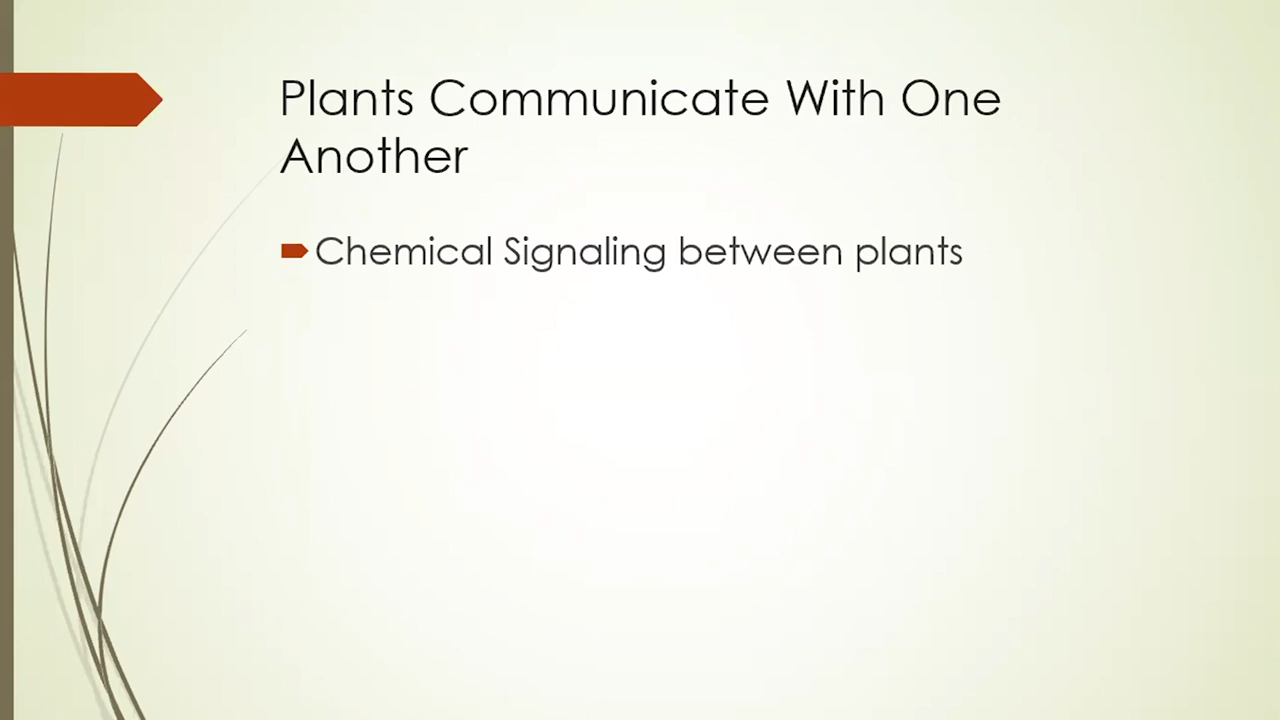 Plants Communicate With One
Another
Chemical Signaling between plants